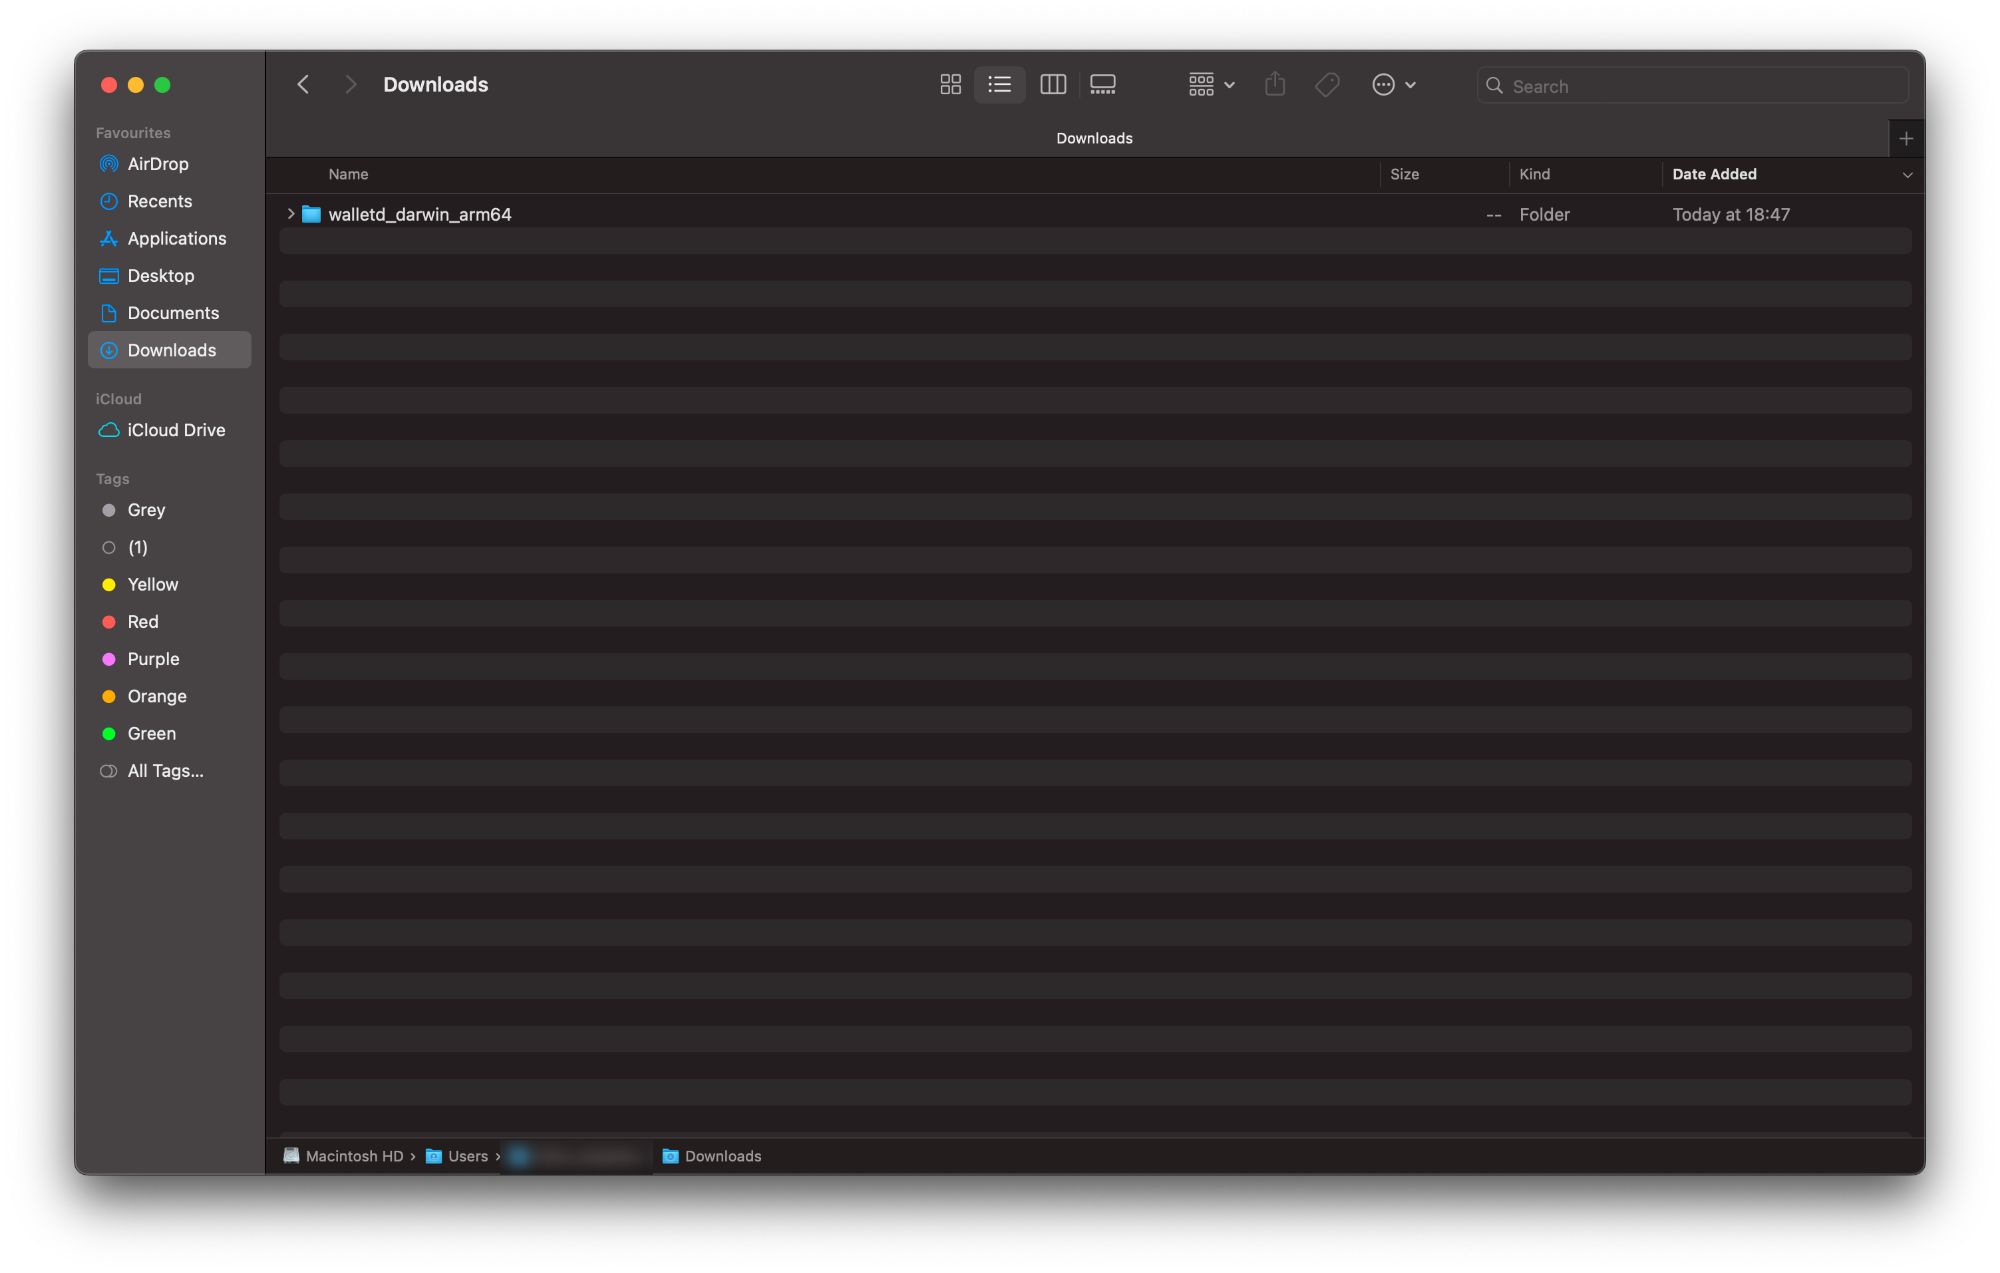 Downloads
Search
Favourites
AirDrop
Recents
Applications
Desktop
Documents
Downloads
iCloud
iCloud Drive
Tags
Grey
(1)
Yellow
Red
Purple
Orange
Green
All Tags...
Downloads
Name Size Kind Date Added
walletd_darwin_arm64 -- Folder Today at 18:47
Macintosh HD › Users › Downloads